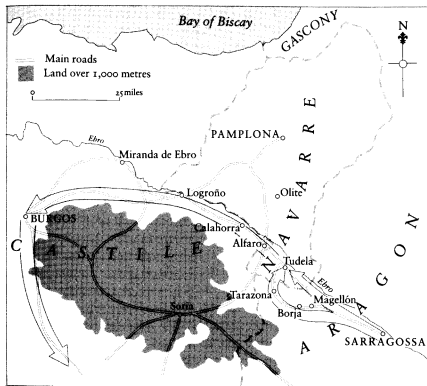 Bay of Biscay
GASCONY
N
Main roads
Land over 1,000 metres
25 miles
PAMPLONA
Ebro
Miranda de Ebro
NAVARRE
Logroño
Olite
BURGOS
Calahorra
Alfaro
CASTILE
Tudela
Ebro
Tarazona
Magellón
Soria
Borja
ARAGON
SARRAGOSSA